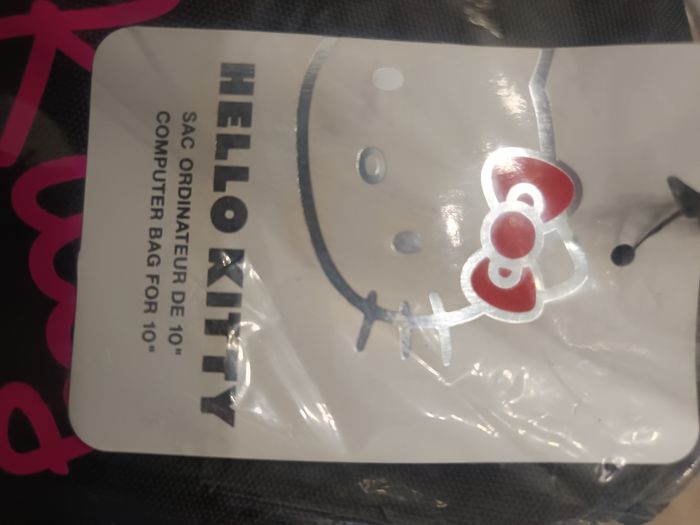 HELLO KITTY
SAC ORDINATEUR DE 10"
COMPUTER BAG FOR 10"